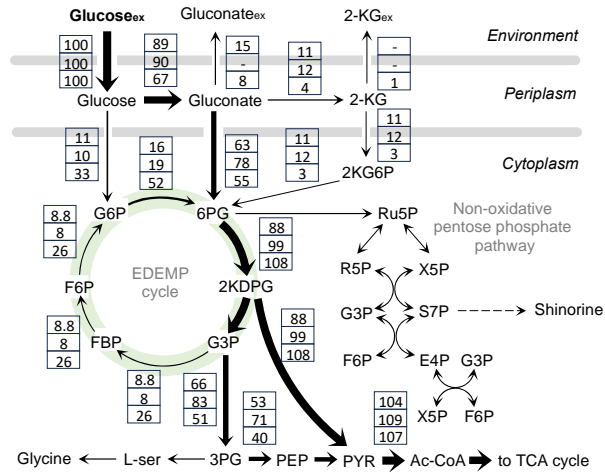 Glucoseex Gluconateex 2-KGex Environment
100 89 15 11 -
100 90 - 12 -
100 67 8 4 1
Periplasm
Glucose Gluconate 2-KG
11 16 63 11 11
10 19 78 12 12
33 52 55 3 3
Cytoplasm
2KG6P
G6P 6PG Ru5P
Non-oxidative
pentose phosphate
pathway
8.8
8
26
88
99
108
EDEMP
cycle
R5P X5P
F6P 2KDPG
G3P S7P Shinorine
8.8
8
26
FBP G3P
88
99
108
F6P E4P G3P
8.8 66 53 104
8 83 71 109
26 51 40 107
X5P F6P
Glycine L-ser 3PG PEP PYR Ac-CoA to TCA cycle